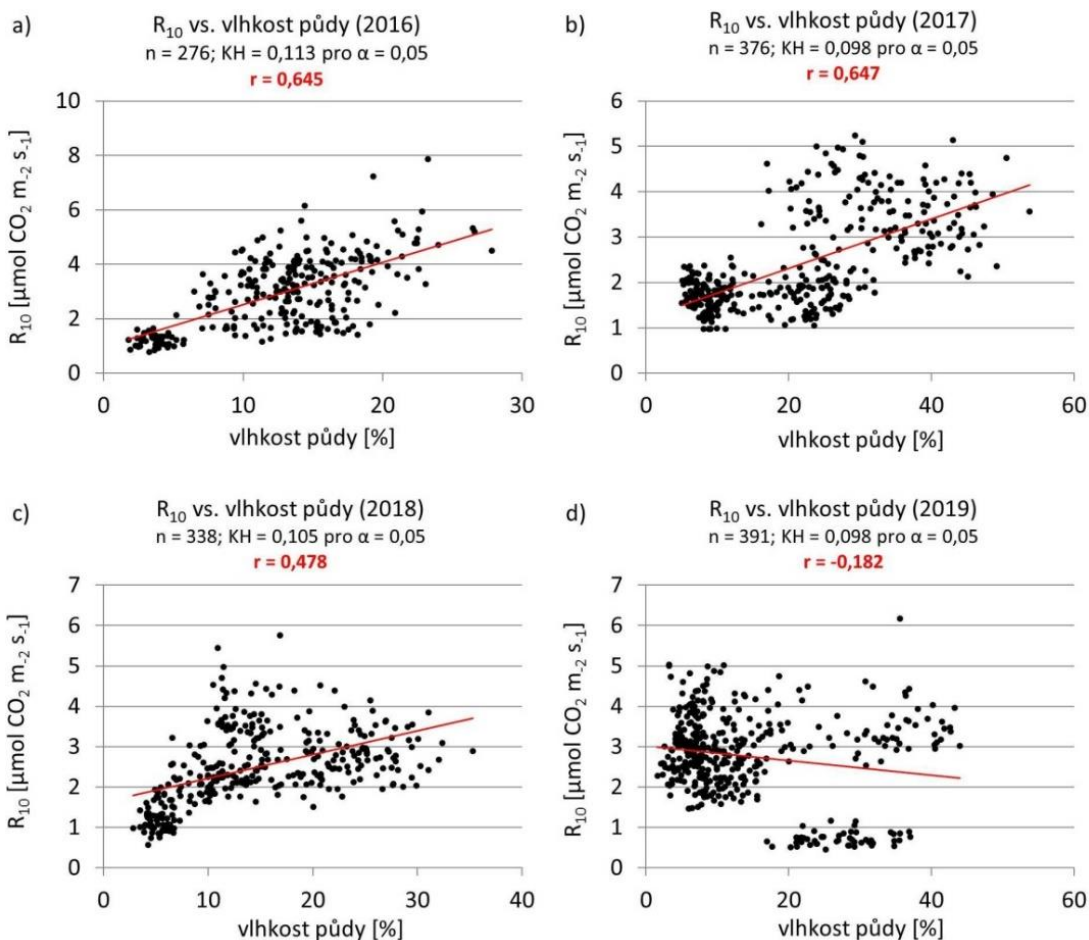 a)
R₁₀ vs. vlhkost půdy (2016)
n = 276; KH = 0,113 pro α = 0,05
r = 0,645
R₁₀ [µmol CO₂ m₋₂ s₋₁]
10
8
6
4
2
0
0 10 20 30
vlhkost půdy [%]
b)
R₁₀ vs. vlhkost půdy (2017)
n = 376; KH = 0,098 pro α = 0,05
r = 0,647
R₁₀ [µmol CO₂ m₋₂ s₋₁]
6
5
4
3
2
1
0
0 20 40 60
vlhkost půdy [%]
c)
R₁₀ vs. vlhkost půdy (2018)
n = 338; KH = 0,105 pro α = 0,05
r = 0,478
R₁₀ [µmol CO₂ m₋₂ s₋₁]
7
6
5
4
3
2
1
0
0 10 20 30 40
vlhkost půdy [%]
d)
R₁₀ vs. vlhkost půdy (2019)
n = 391; KH = 0,098 pro α = 0,05
r = -0,182
R₁₀ [µmol CO₂ m₋₂ s₋₁]
7
6
5
4
3
2
1
0
0 20 40 60
vlhkost půdy [%]